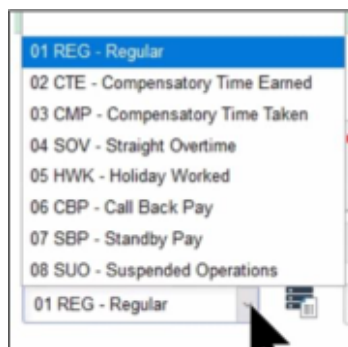 01 REG - Regular
02 CTE - Compensatory Time Earned
03 CMP - Compensatory Time Taken
04 SOV - Straight Overtime
05 HWK - Holiday Worked
06 CBP - Call Back Pay
07 SBP - Standby Pay
08 SUO - Suspended Operations
01 REG - Regular